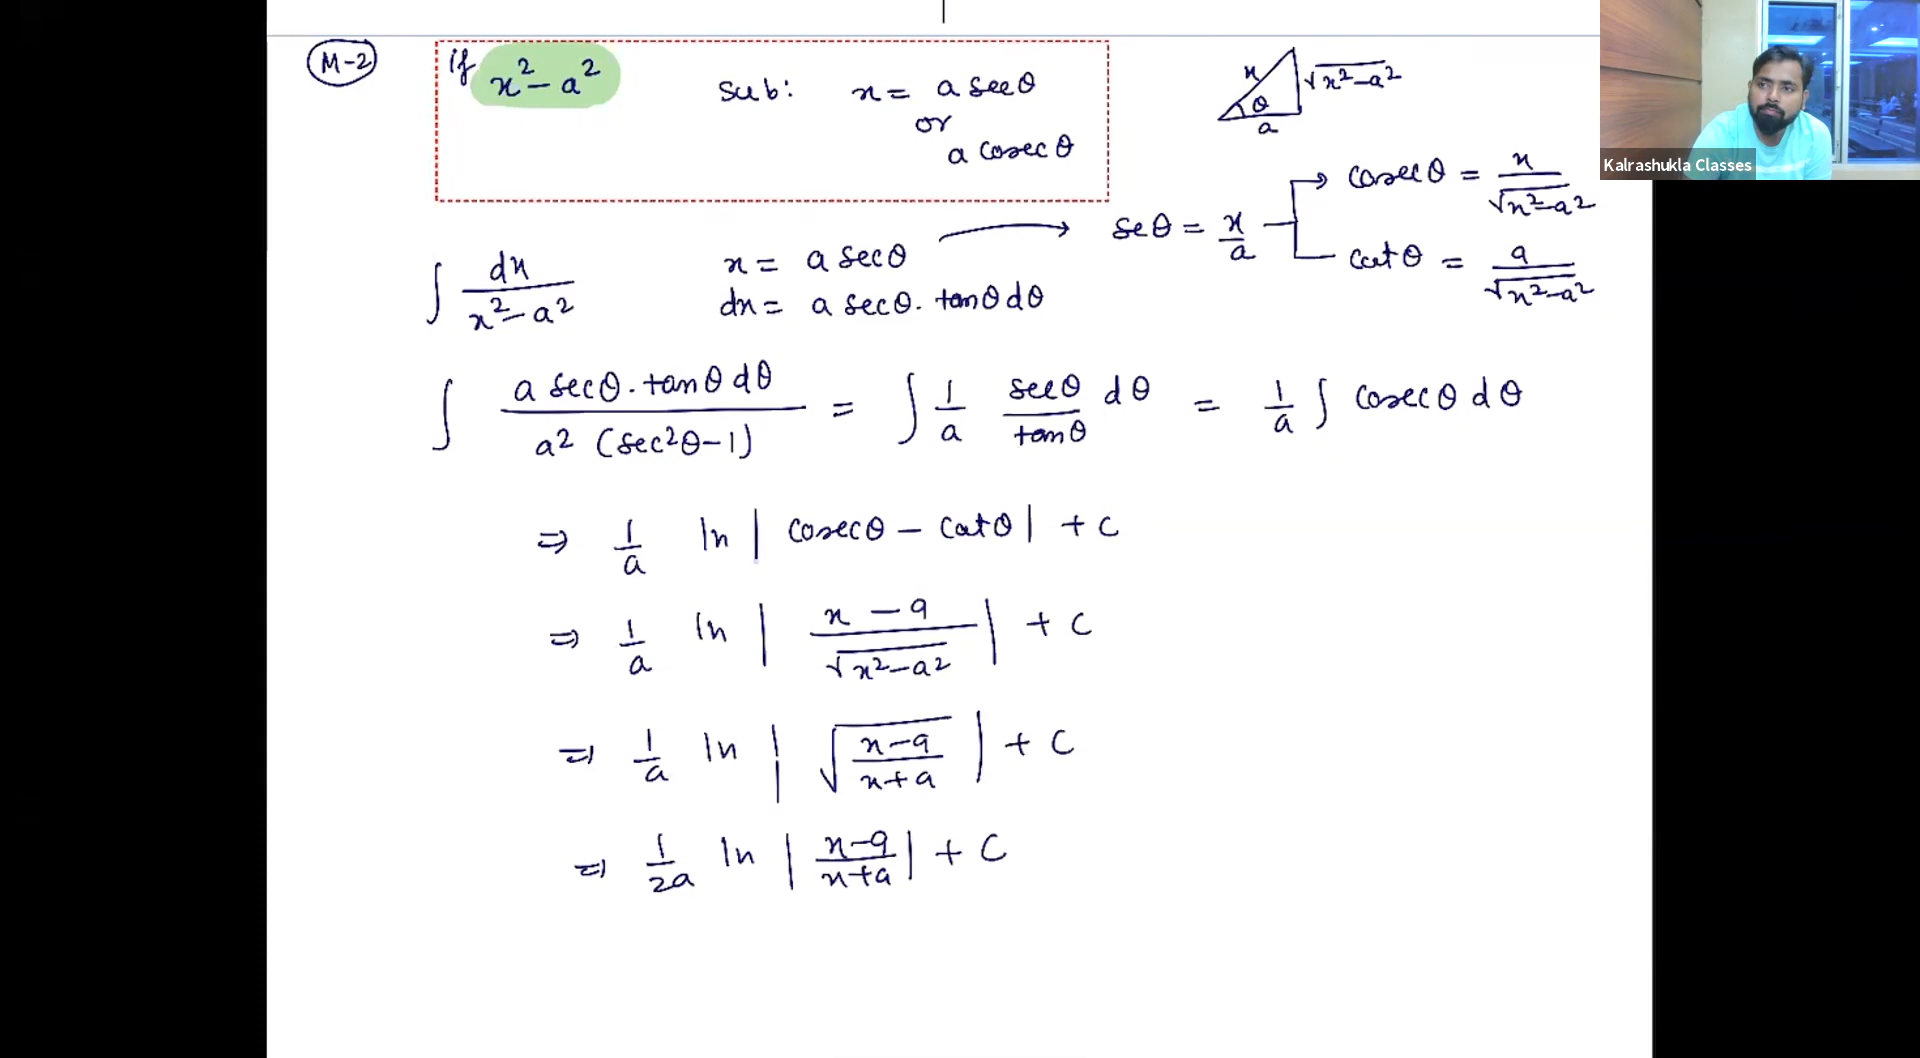 M-2
if x² - a²   Sub: x = a secθ
or
a cosecθ
x   √x²-a²
θ
a
Kalrashukla Classes
∫ dx/(x²-a²)   x = a secθ → seθ = x/a → cosecθ = x/√x²-a²
dx = a secθ. tanθ dθ   cotθ = a/√x²-a²
∫ a secθ. tanθ dθ / a² (sec²θ-1) = ∫ 1/a secθ/tanθ dθ = 1/a ∫ cosecθ dθ
⇒ 1/a ln | cosecθ - cotθ | + c
⇒ 1/a ln | (x - a)/√x²-a² | + c
⇒ 1/a ln | √((x-a)/(x+a)) | + c
⇒ 1/2a ln | (x-a)/(x+a) | + C